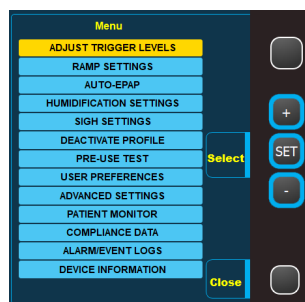 Menu
ADJUST TRIGGER LEVELS
RAMP SETTINGS
AUTO-EPAP
HUMIDIFICATION SETTINGS
SIGH SETTINGS
DEACTIVATE PROFILE
PRE-USE TEST
USER PREFERENCES
ADVANCED SETTINGS
PATIENT MONITOR
COMPLIANCE DATA
ALARM/EVENT LOGS
DEVICE INFORMATION
Select
Close
+
SET
-